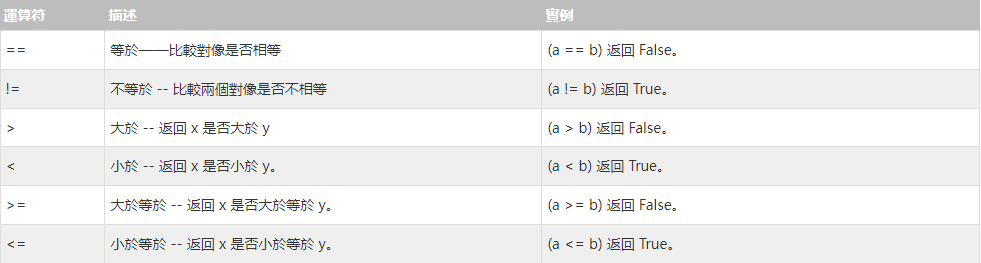 運算符 描述 實例
== 等於——比較對像是否相等 (a == b) 返回 False。
!= 不等於 -- 比較兩個對像是否不相等 (a != b) 返回 True。
> 大於 -- 返回 x 是否大於 y (a > b) 返回 False。
< 小於 -- 返回 x 是否小於 y。 (a < b) 返回 True。
>= 大於等於 -- 返回 x 是否大於等於 y。 (a >= b) 返回 False。
<= 小於等於 -- 返回 x 是否小於等於 y。 (a <= b) 返回 True。